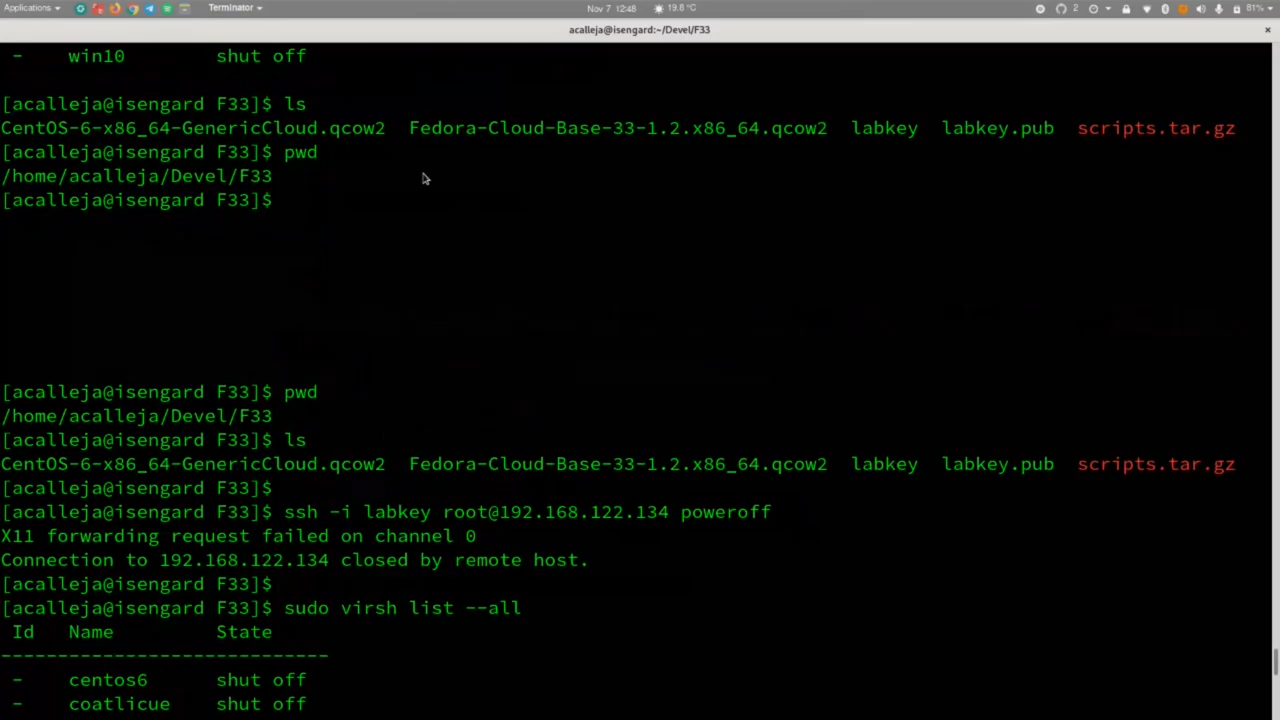 Applications
Terminator
Nov 7 12:48
19.8 °C
2
81%
acalleja@isengard:~/Devel/F33
×
- win10 shut off
[acalleja@isengard F33]$ ls
CentOS-6-x86_64-GenericCloud.qcow2 Fedora-Cloud-Base-33-1.2.x86_64.qcow2 labkey labkey.pub scripts.tar.gz
[acalleja@isengard F33]$ pwd
/home/acalleja/Devel/F33
[acalleja@isengard F33]$
[acalleja@isengard F33]$ pwd
/home/acalleja/Devel/F33
[acalleja@isengard F33]$ ls
CentOS-6-x86_64-GenericCloud.qcow2 Fedora-Cloud-Base-33-1.2.x86_64.qcow2 labkey labkey.pub scripts.tar.gz
[acalleja@isengard F33]$
[acalleja@isengard F33]$ ssh -i labkey root@192.168.122.134 poweroff
X11 forwarding request failed on channel 0
Connection to 192.168.122.134 closed by remote host.
[acalleja@isengard F33]$
[acalleja@isengard F33]$ sudo virsh list --all
Id Name State
-----------------------------
- centos6 shut off
- coatlicue shut off